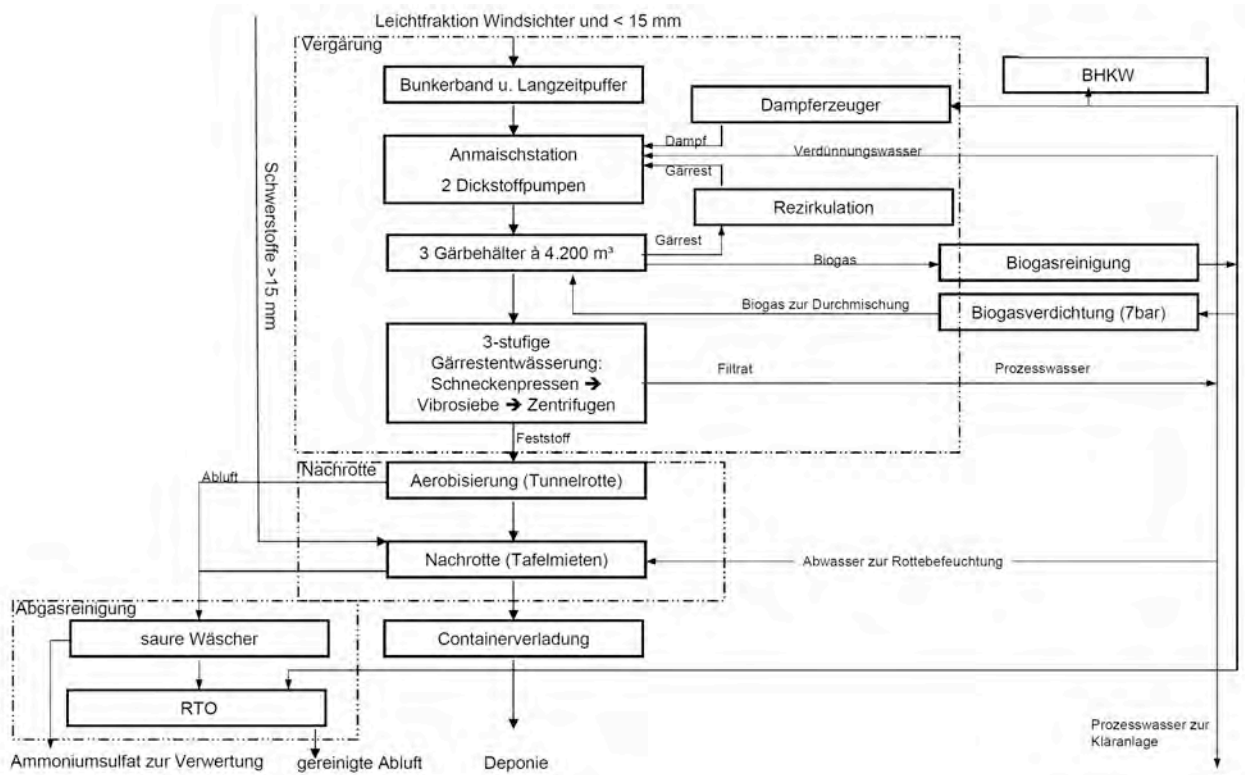 Leichtfraktion Windsichter und < 15 mm
Vergärung
Bunkerband u. Langzeitpuffer
BHKW
Dampferzeuger
Dampf
Anmaischstation
2 Dickstoffpumpen
Verdünnungswasser
Gärrest
Rezirkulation
Schwerstoffe >15 mm
3 Gärbehälter à 4.200 m³
Gärrest
Biogas
Biogasreinigung
Biogas zur Durchmischung
Biogasverdichtung (7bar)
3-stufige
Gärrestentwässerung:
Schneckenpressen ➔
Vibrosiebe ➔ Zentrifugen
Filtrat
Prozesswasser
Feststoff
Nachrotte
Abluft
Aerobisierung (Tunnelrotte)
Nachrotte (Tafelmieten)
Abwasser zur Rottebefeuchtung
Abgasreinigung
saure Wäscher
Containerverladung
RTO
Prozesswasser zur
Kläranlage
Ammoniumsulfat zur Verwertung
gereinigte Abluft
Deponie